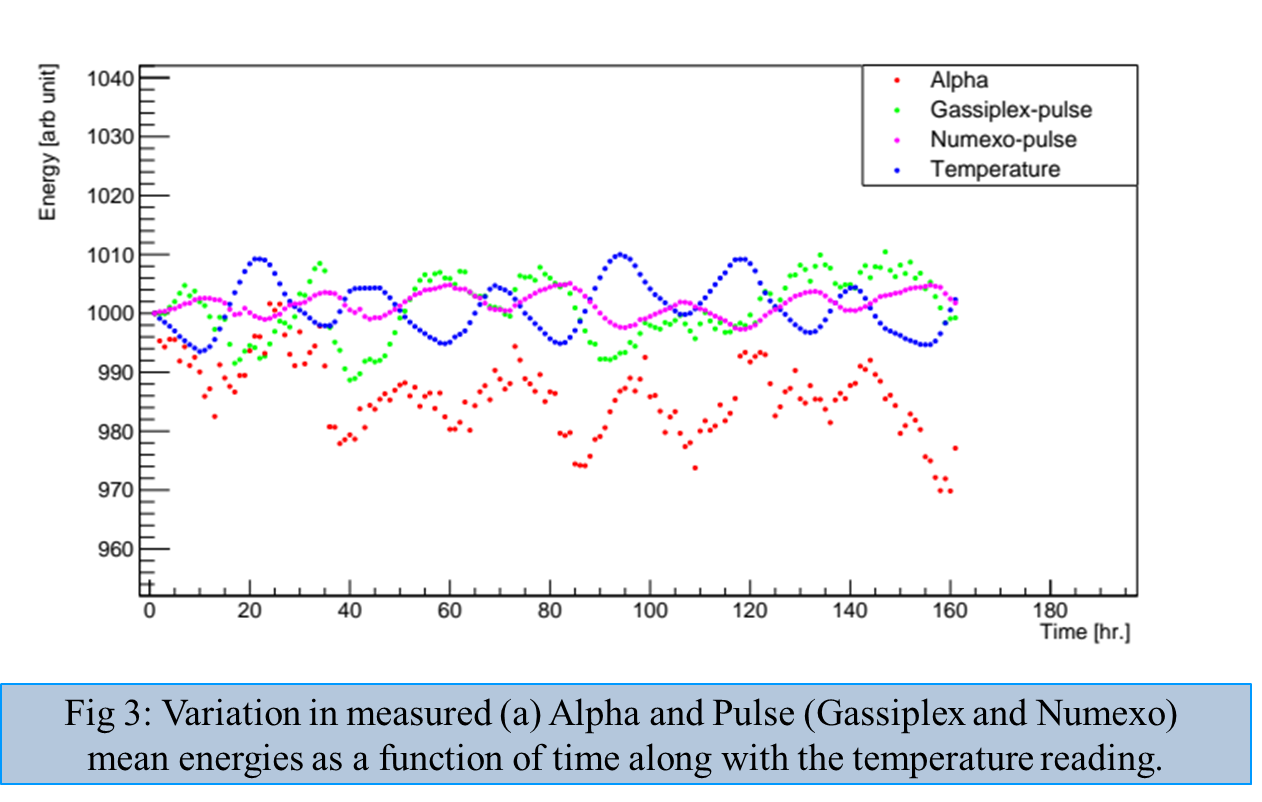 Energy [arb unit]
1040
1030
1020
1010
1000
990
980
970
960
Alpha
Gassiplex-pulse
Numexo-pulse
Temperature
0 20 40 60 80 100 120 140 160 180
Time [hr.]
Fig 3: Variation in measured (a) Alpha and Pulse (Gassiplex and Numexo)
mean energies as a function of time along with the temperature reading.